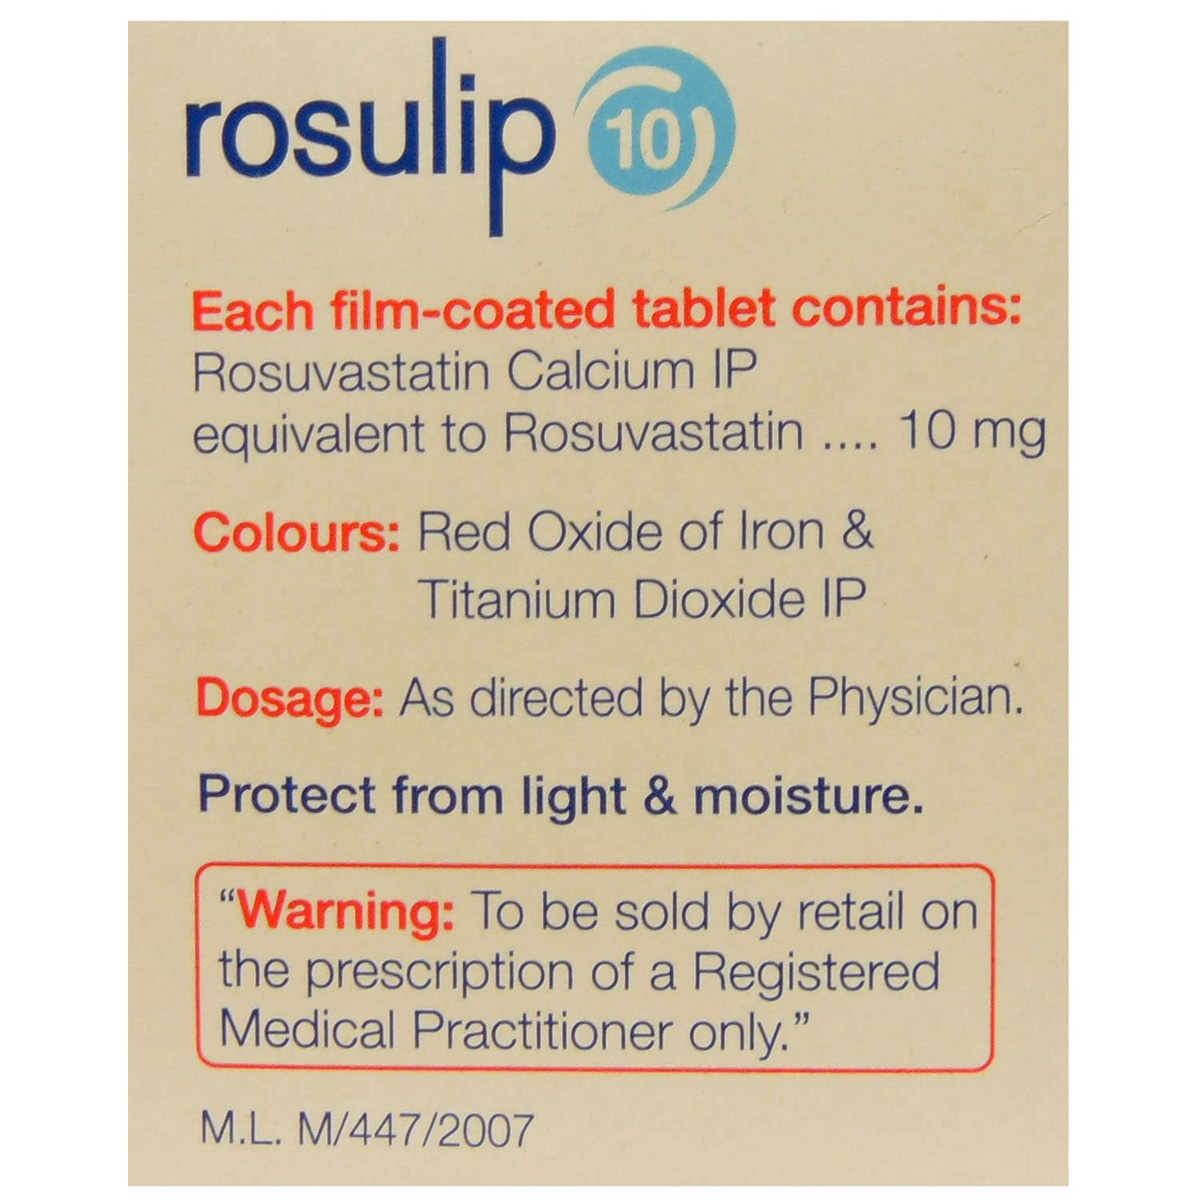 rosulip 10
Each film-coated tablet contains:
Rosuvastatin Calcium IP
equivalent to Rosuvastatin .... 10 mg
Colours: Red Oxide of Iron &
Titanium Dioxide IP
Dosage: As directed by the Physician.
Protect from light & moisture.
“Warning: To be sold by retail on
the prescription of a Registered
Medical Practitioner only.”
M.L. M/447/2007